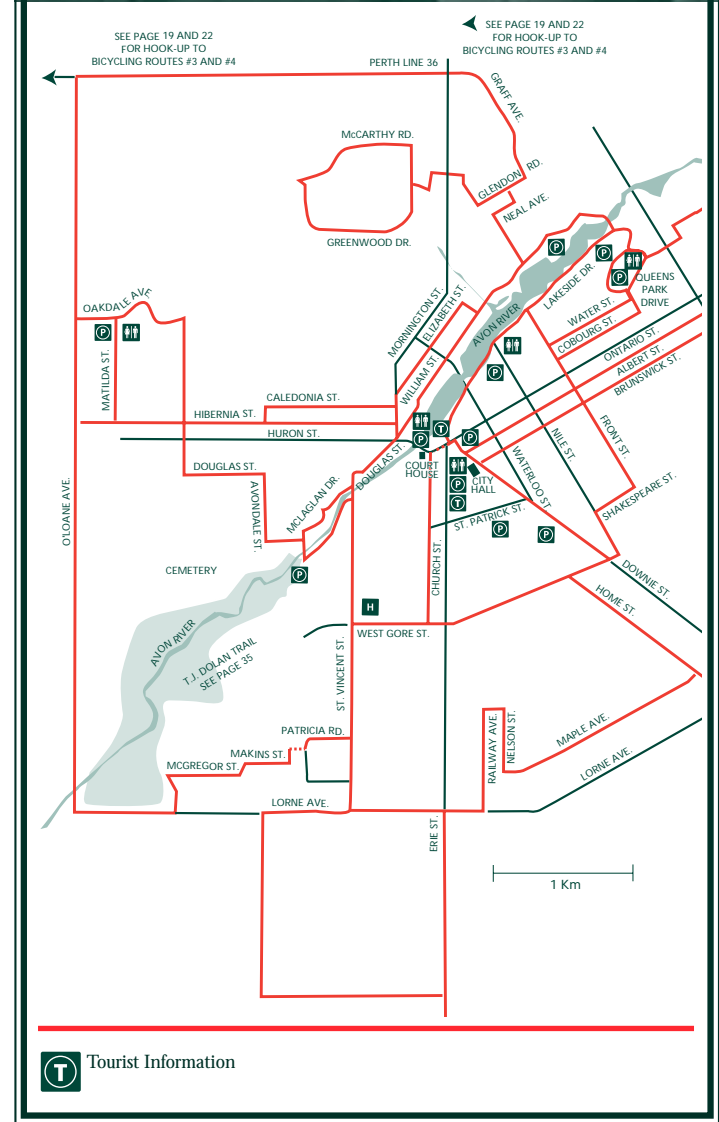 SEE PAGE 19 AND 22
FOR HOOK-UP TO
BICYCLING ROUTES #3 AND #4
SEE PAGE 19 AND 22
FOR HOOK-UP TO
BICYCLING ROUTES #3 AND #4
PERTH LINE 36
GRAFF AVE.
McCARTHY RD.
GLENDON RD.
NEAL AVE.
GREENWOOD DR.
P
P
P
QUEENS
PARK
DRIVE
LAKESIDE DR.
OAKDALE AVE
MORNINGTON ST.
ELIZABETH ST.
AVON RIVER
WATER ST.
COBOURG ST.
ONTARIO ST.
ALBERT ST.
BRUNSWICK ST.
P
MATILDA ST.
WILLIAM ST.
P
CALEDONIA ST.
HIBERNIA ST.
HURON ST.
T
P
P
FRONT ST.
NILE ST.
COURT
HOUSE
CITY
HALL
P
T
WATERLOO ST
DOUGLAS ST.
DOUGLAS ST.
O'LOANE AVE.
AVONDALE ST.
MCLAGLAN DR.
SHAKESPEARE ST.
ST. PATRICK ST.
P
P
CHURCH ST.
CEMETERY
P
DOWNIE ST.
HOME ST.
H
AVON RIVER
T.J. DOLAN TRAIL
SEE PAGE 35
WEST GORE ST.
ST. VINCENT ST.
PATRICIA RD.
MAKINS ST.
MCGREGOR ST.
RAILWAY AVE.
NELSON ST.
MAPLE AVE.
LORNE AVE.
LORNE AVE.
ERIE ST.
1 Km
T
Tourist Information